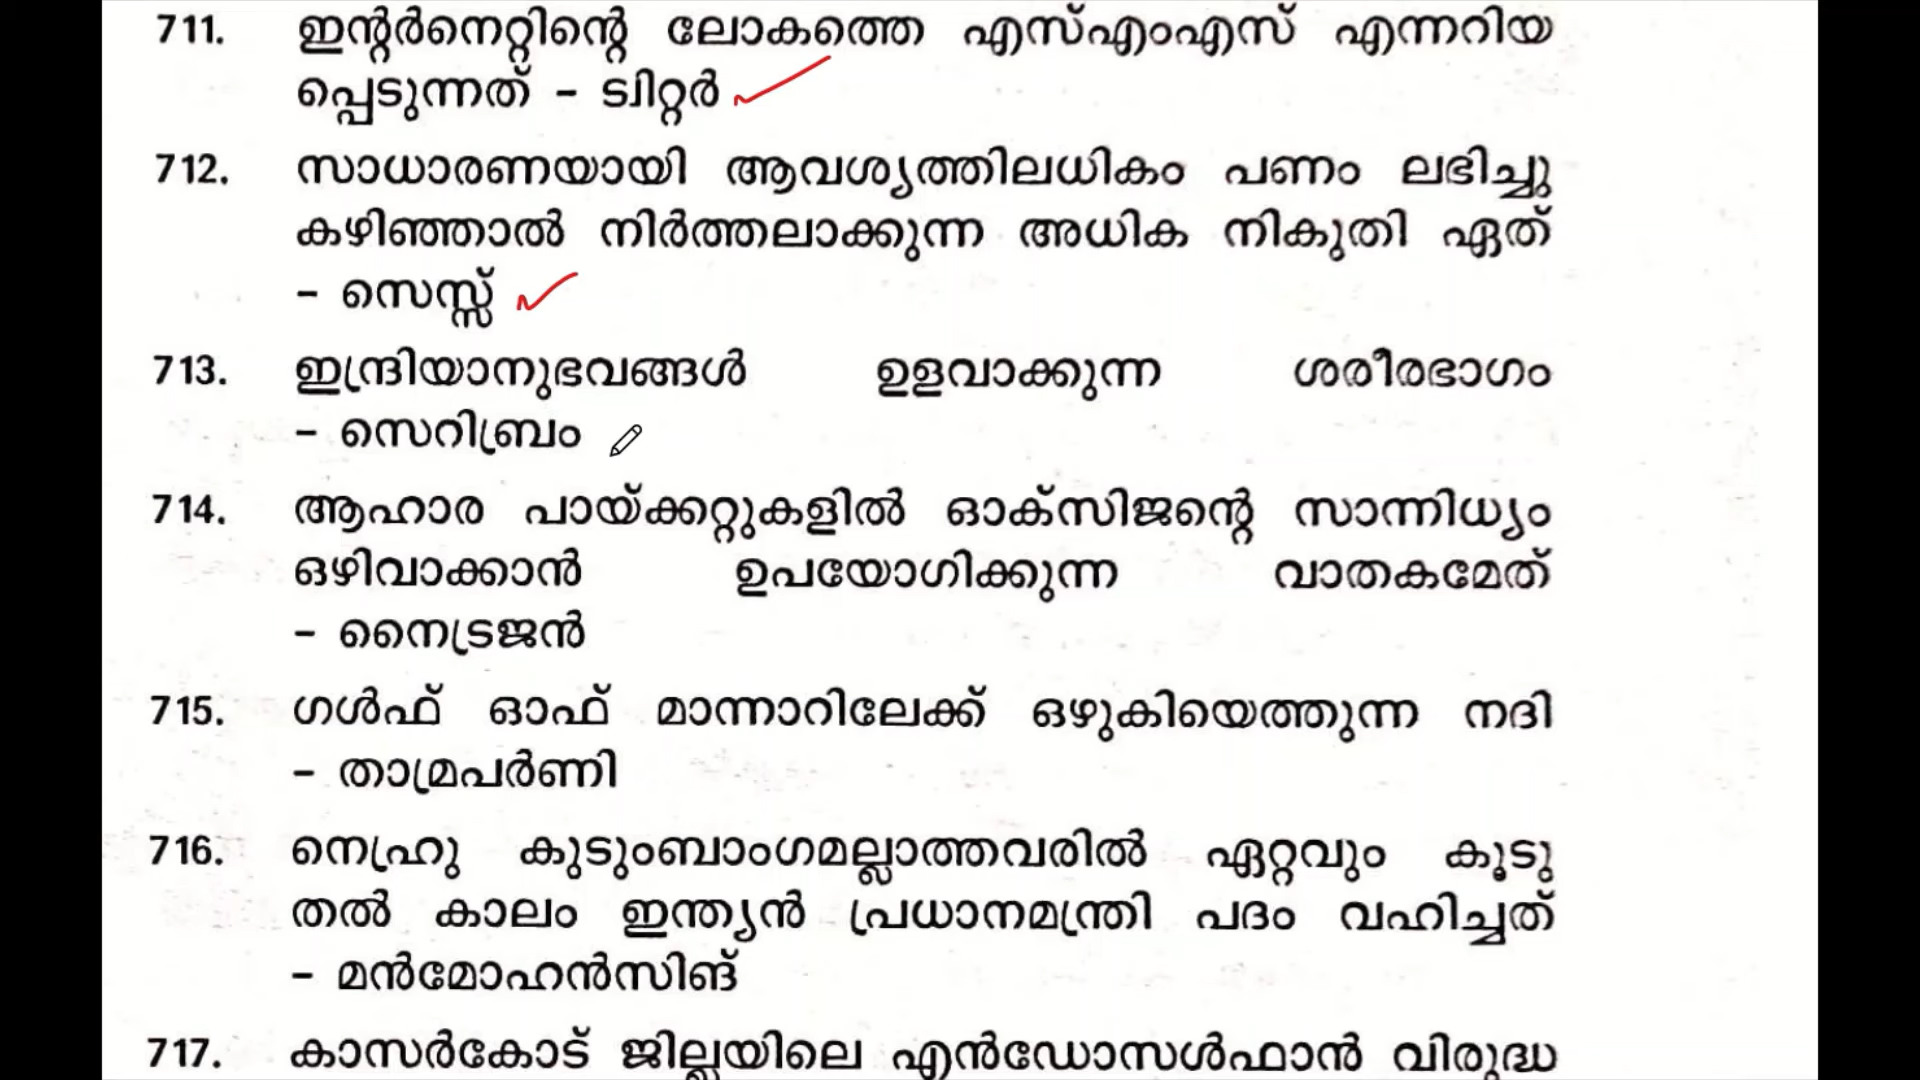 711. ഇന്റർനെറ്റിന്റെ ലോകത്തെ എസ്എംഎസ് എന്നറിയ
പ്പെടുന്നത് – ട്വിറ്റർ
712. സാധാരണയായി ആവശ്യത്തിലധികം പണം ലഭിച്ചു
കഴിഞ്ഞാൽ നിർത്തലാക്കുന്ന അധിക നികുതി ഏത്
– സെസ്സ്
713. ഇന്ദ്രിയാനുഭവങ്ങൾ ഉളവാക്കുന്ന ശരീരഭാഗം
– സെറിബ്രം
714. ആഹാര പായ്ക്കറ്റുകളിൽ ഓക്സിജന്റെ സാന്നിധ്യം
ഒഴിവാക്കാൻ ഉപയോഗിക്കുന്ന വാതകമേത്
– നൈട്രജൻ
715. ഗൾഫ് ഓഫ് മാന്നാറിലേക്ക് ഒഴുകിയെത്തുന്ന നദി
– താമ്രപർണി
716. നെഹ്രു കുടുംബാംഗമല്ലാത്തവരിൽ ഏറ്റവും കൂടു
തൽ കാലം ഇന്ത്യൻ പ്രധാനമന്ത്രി പദം വഹിച്ചത്
– മൻമോഹൻസിങ്
717. കാസർകോട് ജില്ലയിലെ എൻഡോസൾഫാൻ വിരുദ്ധ